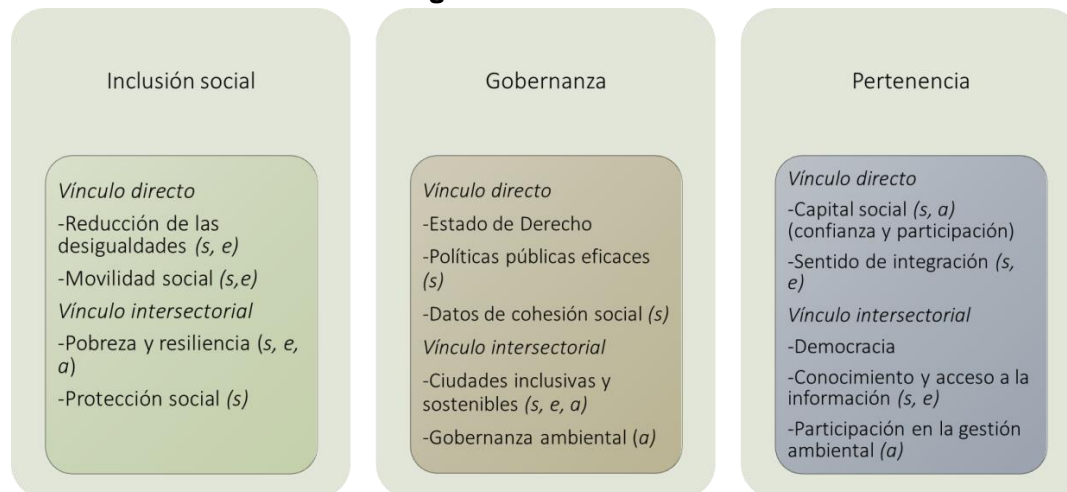 Inclusión social
Vínculo directo
-Reducción de las
desigualdades (s, e)
-Movilidad social (s,e)
Vínculo intersectorial
-Pobreza y resiliencia (s, e,
a)
-Protección social (s)
Gobernanza
Vínculo directo
-Estado de Derecho
-Políticas públicas eficaces
(s)
-Datos de cohesión social (s)
Vínculo intersectorial
-Ciudades inclusivas y
sostenibles (s, e, a)
-Gobernanza ambiental (a)
Pertenencia
Vínculo directo
-Capital social (s, a)
(confianza y participación)
-Sentido de integración (s,
e)
Vínculo intersectorial
-Democracia
-Conocimiento y acceso a la
información (s, e)
-Participación en la gestión
ambiental (a)